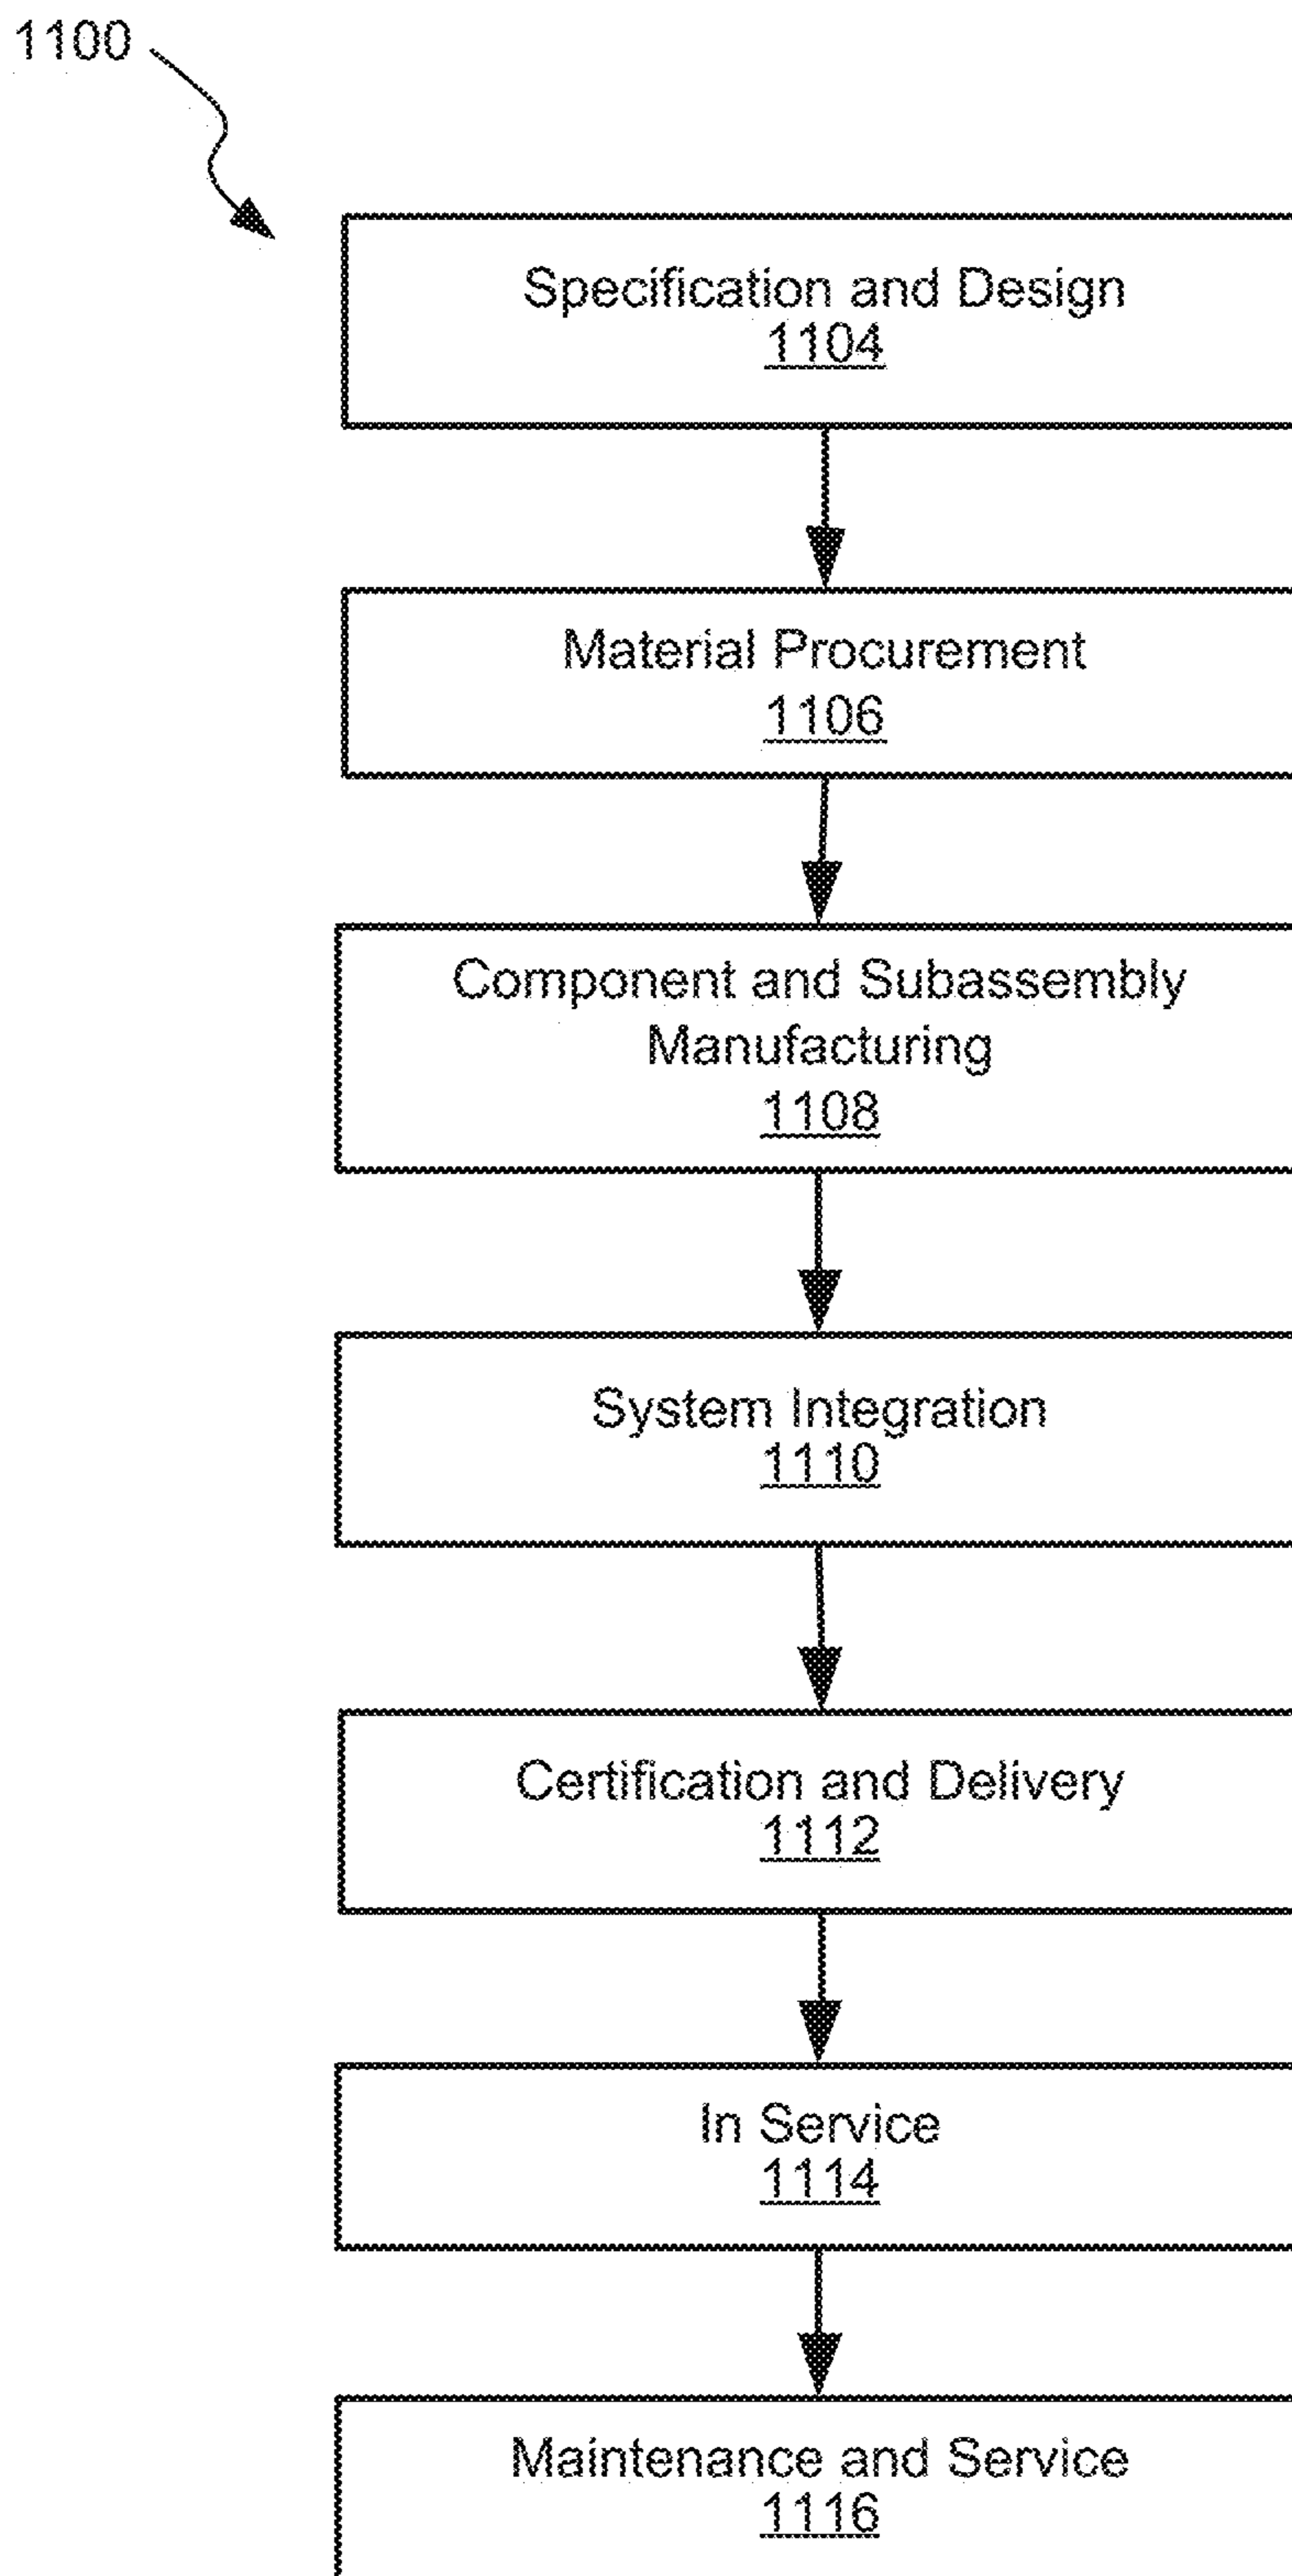 1100
Specification and Design
1104
Material Procurement
1106
Component and Subassembly
Manufacturing
1108
System Integration
1110
Certification and Delivery
1112
In Service
1114
Maintenance and Service
1116